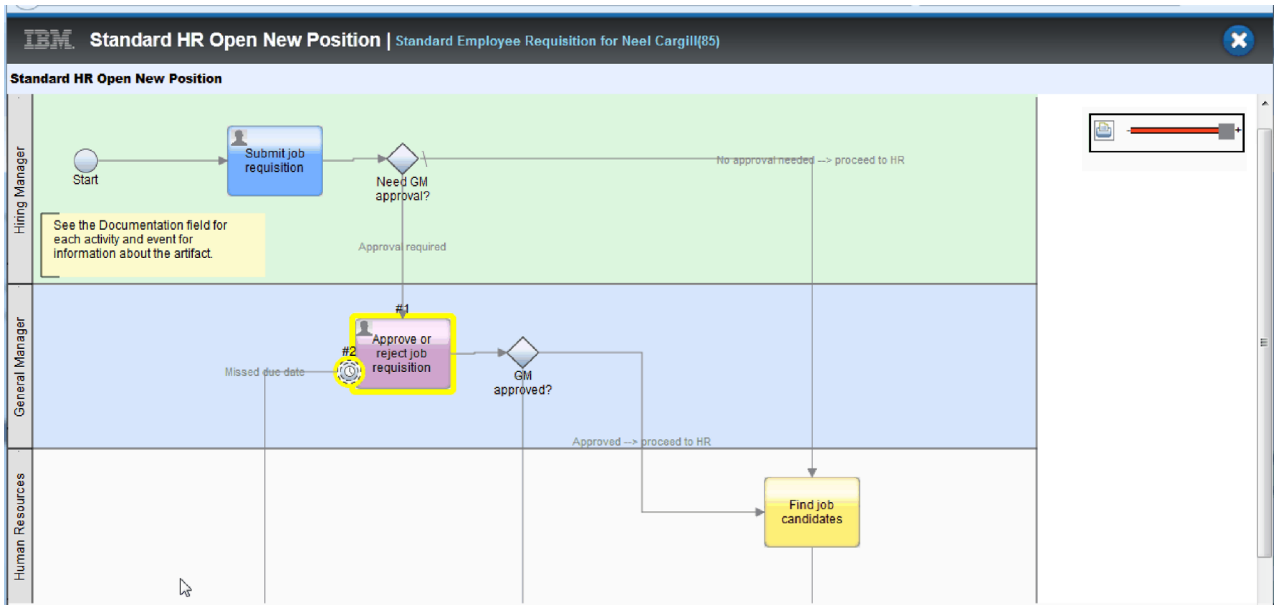 IBM. Standard HR Open New Position | Standard Employee Requisition for Neel Cargill(85)
Standard HR Open New Position
Hiring Manager
Start
Submit job
requisition
Need GM
approval?
No approval needed --> proceed to HR
See the Documentation field for
each activity and event for
information about the artifact.
Approval required
General Manager
#1
Approve or
reject job
requisition
#2
Missed due date
GM
approved?
Approved --> proceed to HR
Human Resources
Find job
candidates
- +